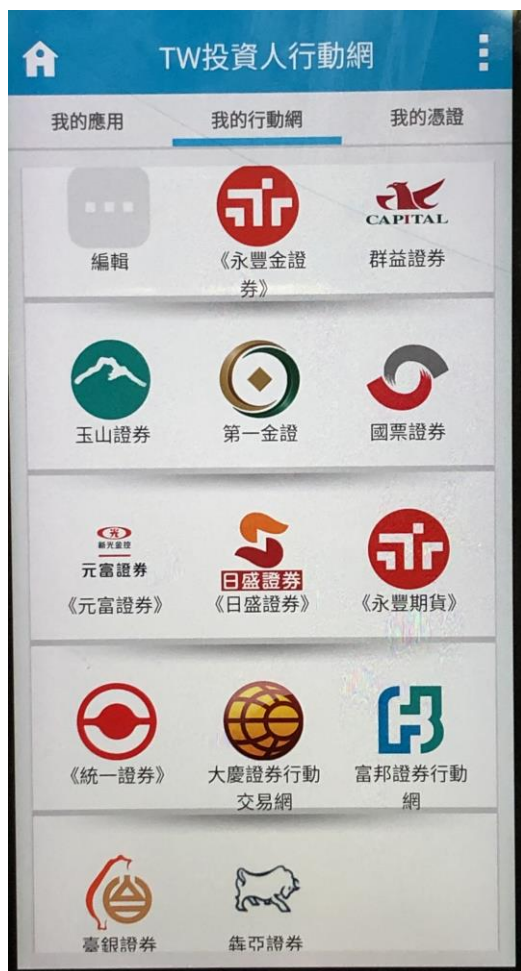 TW投資人行動網
我的應用
我的行動網
我的憑證
編輯
《永豐金證
券》
CAPITAL
群益證券
玉山證券
第一金證
國票證券
新光金控
元富證券
《元富證券》
日盛證券
《日盛證券》
《永豐期貨》
《統一證券》
大慶證券行動
交易網
富邦證券行動
網
臺銀證券
犇亞證券